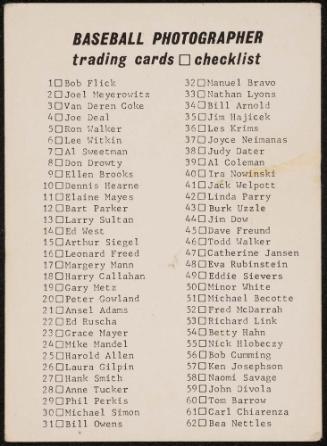 BASEBALL PHOTOGRAPHER
trading cards □ checklist
1□Bob Flick
2□Joel Meyerowitz
3□Van Deren Coke
4□Joe Deal
5□Ron Walker
6□Lee Witkin
7□Al Sweetman
8□Don Drowty
9□Ellen Brooks
10□Dennis Hearne
11□Elaine Mayes
12□Bart Parker
13□Larry Sultan
14□Ed West
15□Arthur Siegel
16□Leonard Freed
17□Margery Mann
18□Harry Callahan
19□Gary Metz
20□Peter Gowland
21□Ansel Adams
22□Ed Ruscha
23□Grace Mayer
24□Mike Mandel
25□Harold Allen
26□Laura Gilpin
27□Hank Smith
28□Anne Tucker
29□Phil Perkis
30□Michael Simon
31□Bill Owens
32□Manuel Bravo
33□Nathan Lyons
34□Bill Arnold
35□Jim Hajicek
36□Les Krims
37□Joyce Neimanas
38□Judy Dater
39□Al Coleman
40□Ira Nowinski
41□Jack Welpott
42□Linda Parry
43□Burk Uzzle
44□Jim Dow
45□Dave Freund
46□Todd Walker
47□Catherine Jansen
48□Eva Rubinstein
49□Eddie Sievers
50□Minor White
51□Michael Becotte
52□Fred McDarrah
53□Richard Link
54□Betty Hahn
55□Nick Hlobeczy
56□Bob Cumming
57□Ken Josephson
58□Naomi Savage
59□John Divola
60□Tom Barrow
61□Carl Chiarenza
62□Bea Nettles